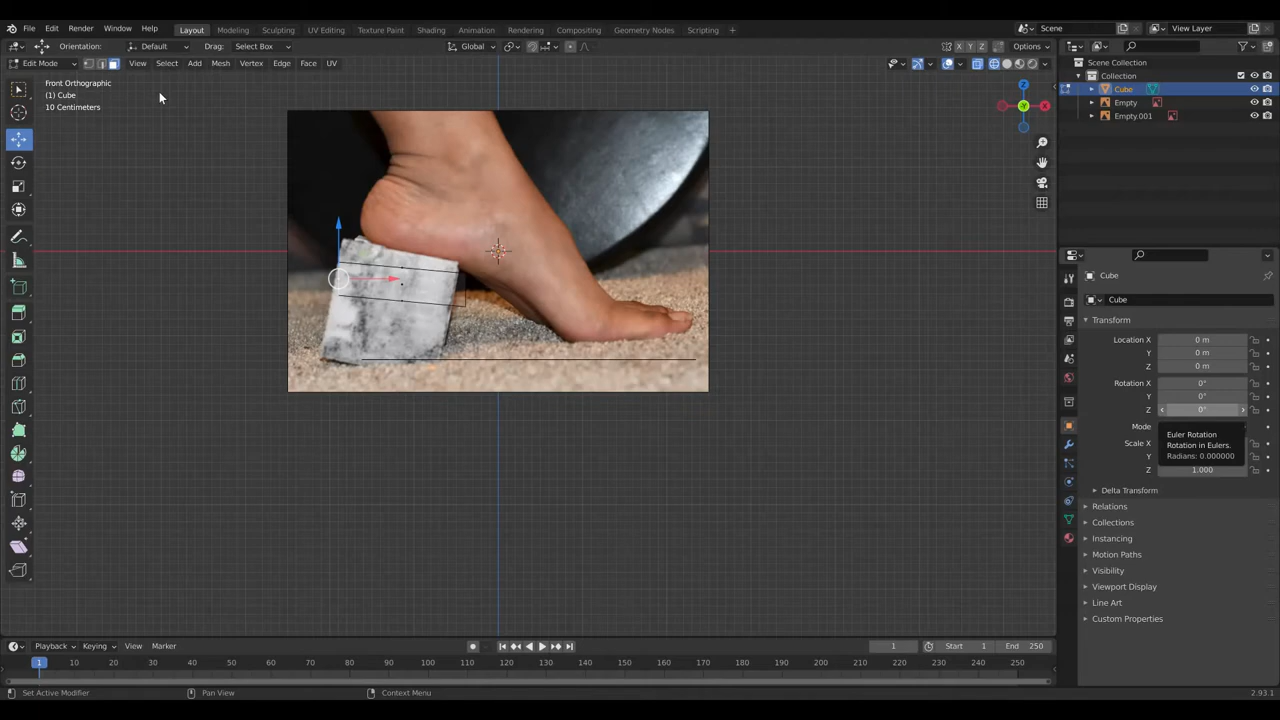 File Edit Render Window Help Layout Modeling Sculpting UV Editing Texture Paint Shading Animation Rendering Compositing Geometry Nodes Scripting Scene View Layer
Orientation: Default Drag: Select Box Global X Y Z Options
Edit Mode View Select Add Mesh Vertex Edge Face UV
Front Orthographic
(1) Cube
10 Centimeters
Z
Y
X
Scene Collection
Collection
Cube
Empty
Empty.001
Cube
Cube
Transform
Location X 0 m
Y 0 m
Z 0 m
Rotation X 0°
Y 0°
Z 0°
Mode
Euler Rotation
Rotation in Eulers.
Radians: 0.000000
Scale X
Y
Z 1.000
Delta Transform
Relations
Collections
Instancing
Motion Paths
Visibility
Viewport Display
Line Art
Custom Properties
Playback Keying View Marker 1 Start 1 End 250
1 10 20 30 40 50 60 70 80 90 100 110 120 130 140 150 160 170 180 190 200 210 220 230 240 250
Set Active Modifier Pan View Context Menu 2.93.1